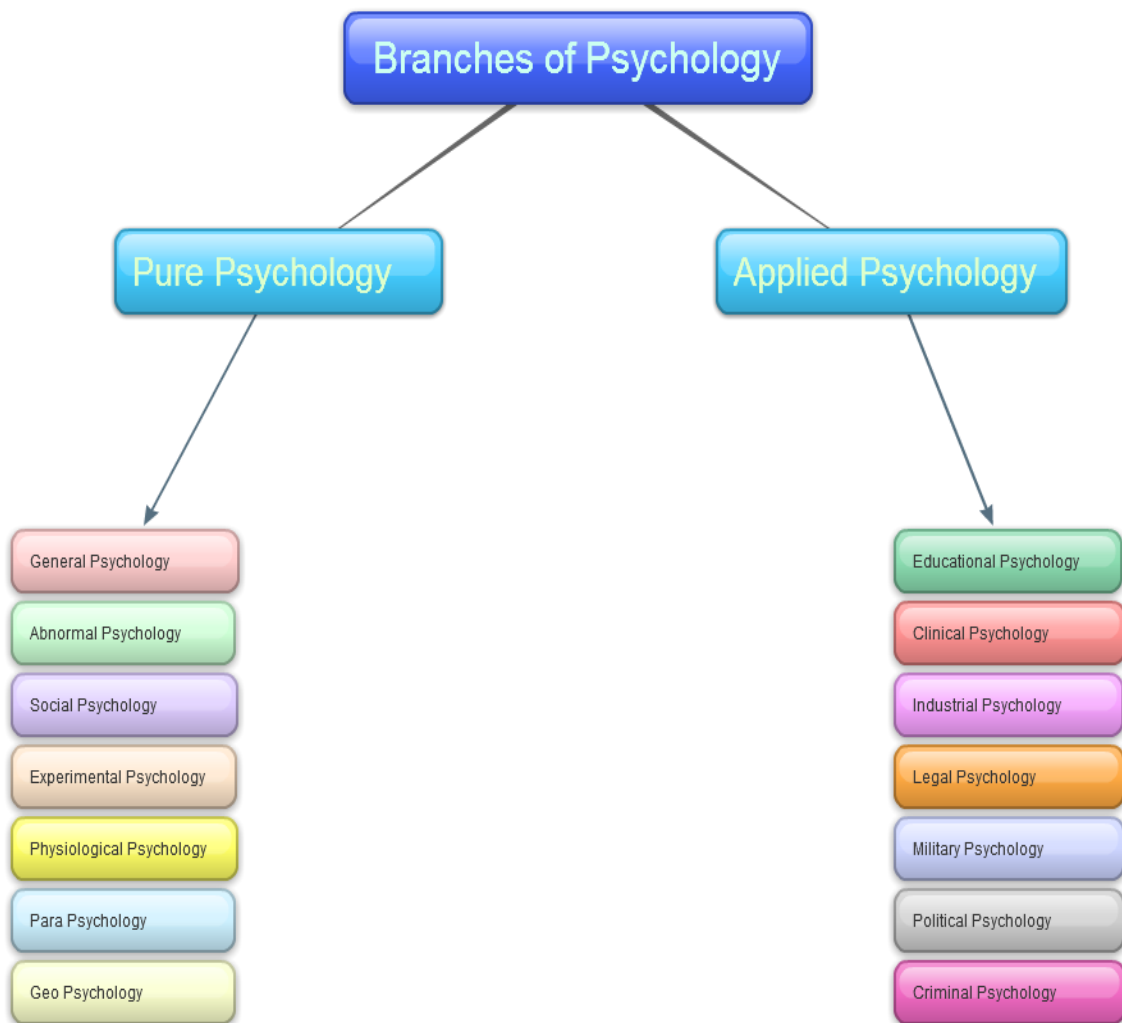 Branches of Psychology
Pure Psychology
Applied Psychology
General Psychology
Abnormal Psychology
Social Psychology
Experimental Psychology
Physiological Psychology
Para Psychology
Geo Psychology
Educational Psychology
Clinical Psychology
Industrial Psychology
Legal Psychology
Military Psychology
Political Psychology
Criminal Psychology